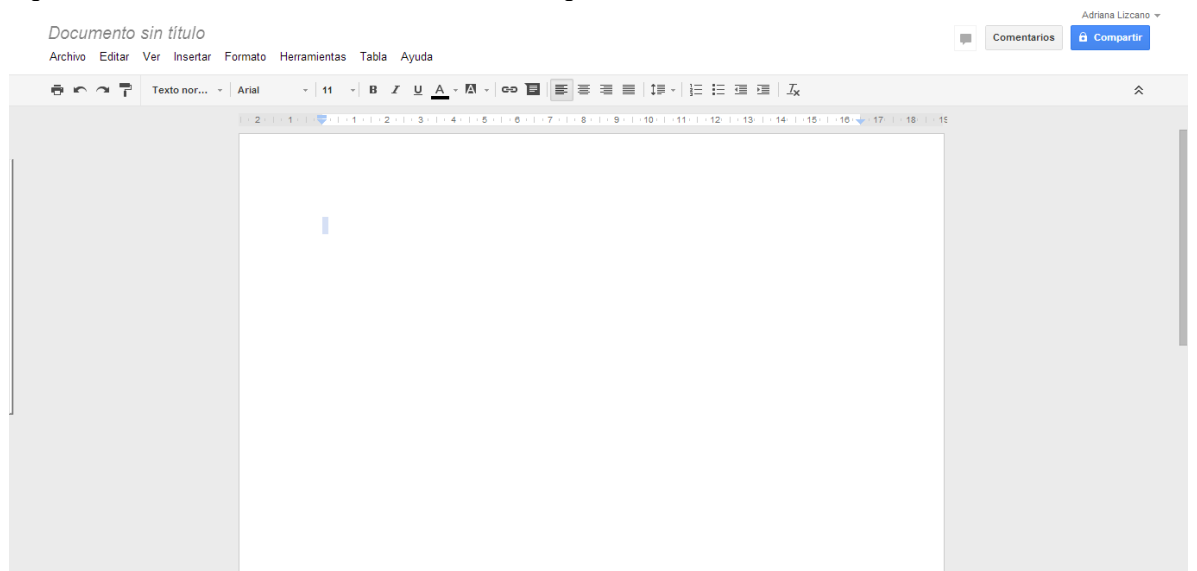 Adriana Lizcano
Documento sin título
Comentarios
Compartir
Archivo Editar Ver Insertar Formato Herramientas Tabla Ayuda
Texto nor... Arial 11 B I U A A
2 1 1 2 3 4 5 6 7 8 9 10 11 12 13 14 15 16 17 18